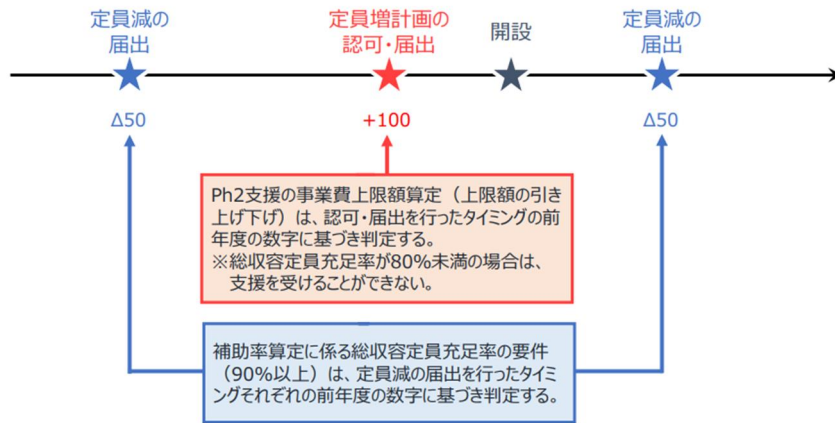 定員減の
届出
定員増計画の
認可・届出
開設
定員減の
届出
Δ50
+100
Δ50
Ph2支援の事業費上限額算定（上限額の引き
上げ下げ）は、認可・届出を行ったタイミングの前
年度の数字に基づき判定する。
※総収容定員充足率が80%未満の場合は、
支援を受けることができない。
補助率算定に係る総収容定員充足率の要件
（90%以上）は、定員減の届出を行ったタイミ
ングそれぞれの前年度の数字に基づき判定する。